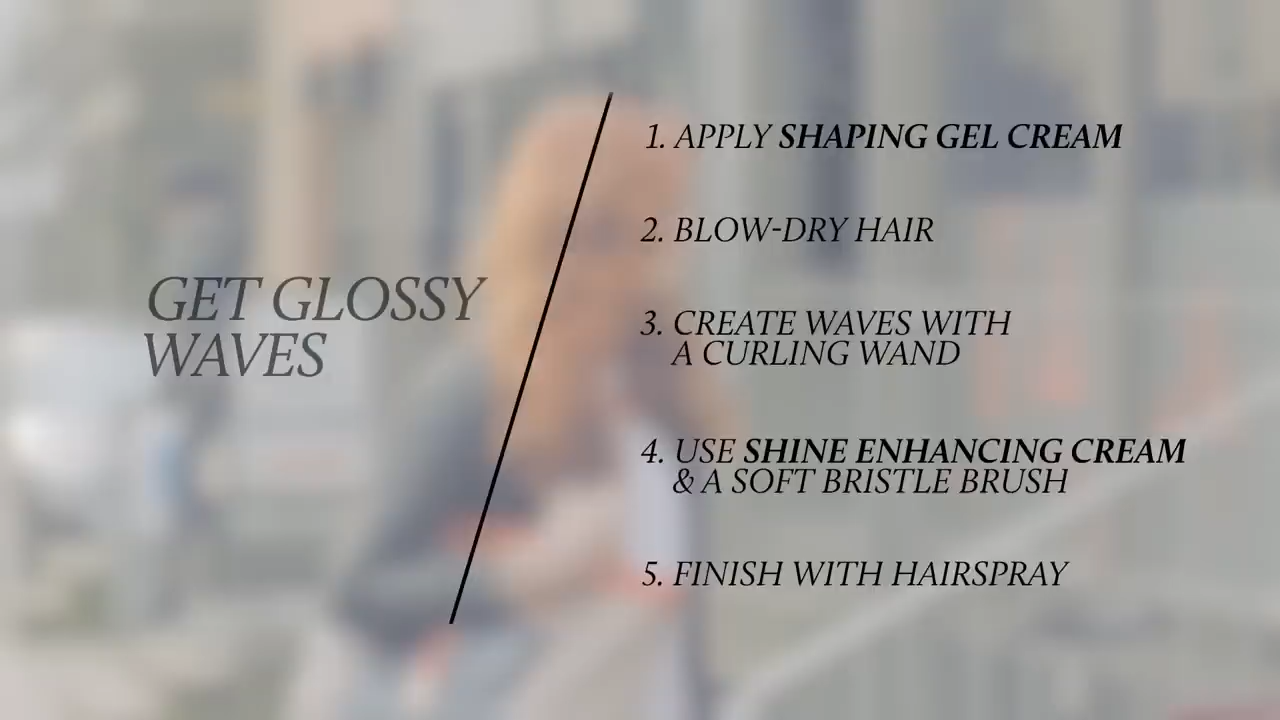 GET GLOSSY
WAVES
1. APPLY SHAPING GEL CREAM
2. BLOW-DRY HAIR
3. CREATE WAVES WITH
A CURLING WAND
4. USE SHINE ENHANCING CREAM
& A SOFT BRISTLE BRUSH
5. FINISH WITH HAIRSPRAY